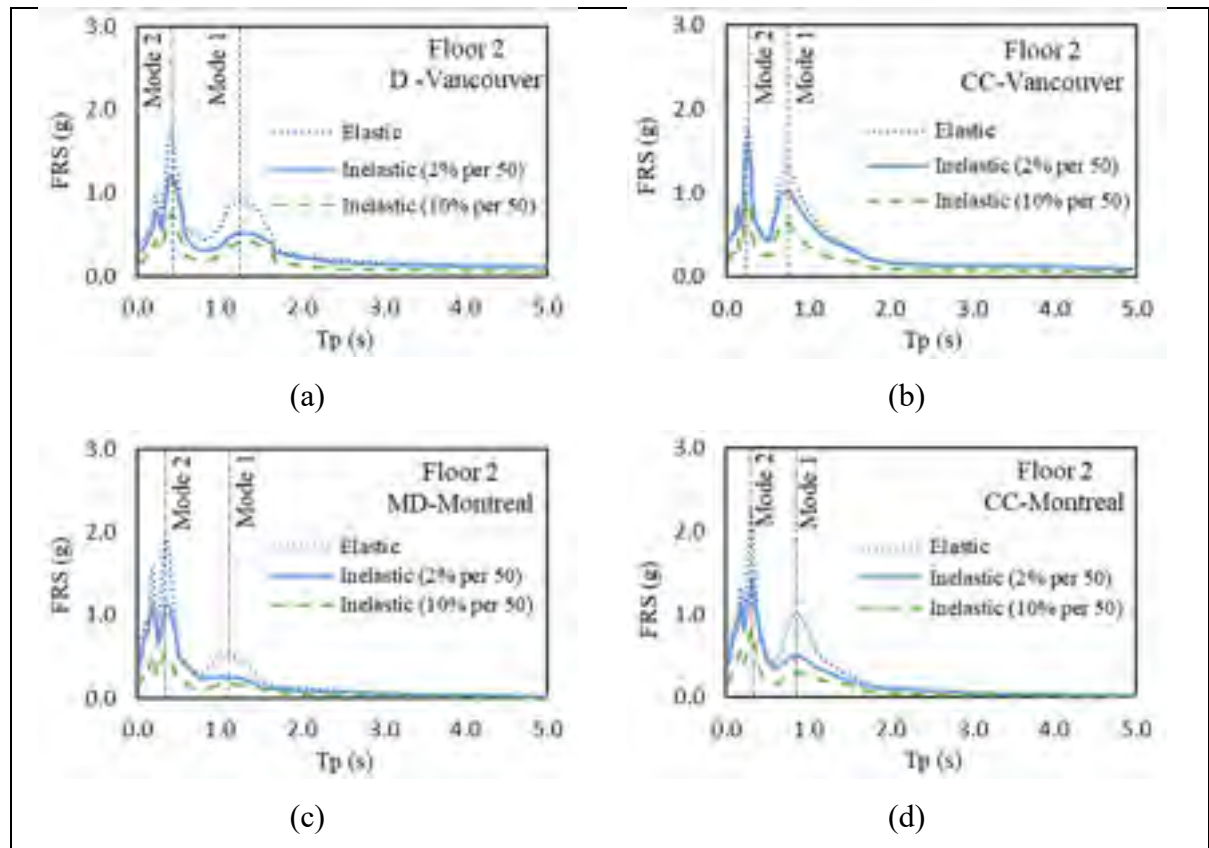 3.0
2.0
1.0
0.0
FRS (g)
Mode 2
Mode 1
Floor 2
D -Vancouver
Elastic
Inelastic (2% per 50)
Inelastic (10% per 50)
0.0 1.0 2.0 3.0 4.0 5.0
Tp (s)
(a)
3.0
2.0
1.0
0.0
FRS (g)
Mode 2
Mode 1
Floor 2
CC-Vancouver
Elastic
Inelastic (2% per 50)
Inelastic (10% per 50)
0.0 1.0 2.0 3.0 4.0 5.0
Tp (s)
(b)
3.0
2.0
1.0
0.0
FRS (g)
Mode 2
Mode 1
Floor 2
MD-Montreal
Elastic
Inelastic (2% per 50)
Inelastic (10% per 50)
0.0 1.0 2.0 3.0 4.0 5.0
Tp (s)
(c)
3.0
2.0
1.0
0.0
FRS (g)
Mode 2
Mode 1
Floor 2
CC-Montreal
Elastic
Inelastic (2% per 50)
Inelastic (10% per 50)
0.0 1.0 2.0 3.0 4.0 5.0
Tp (s)
(d)